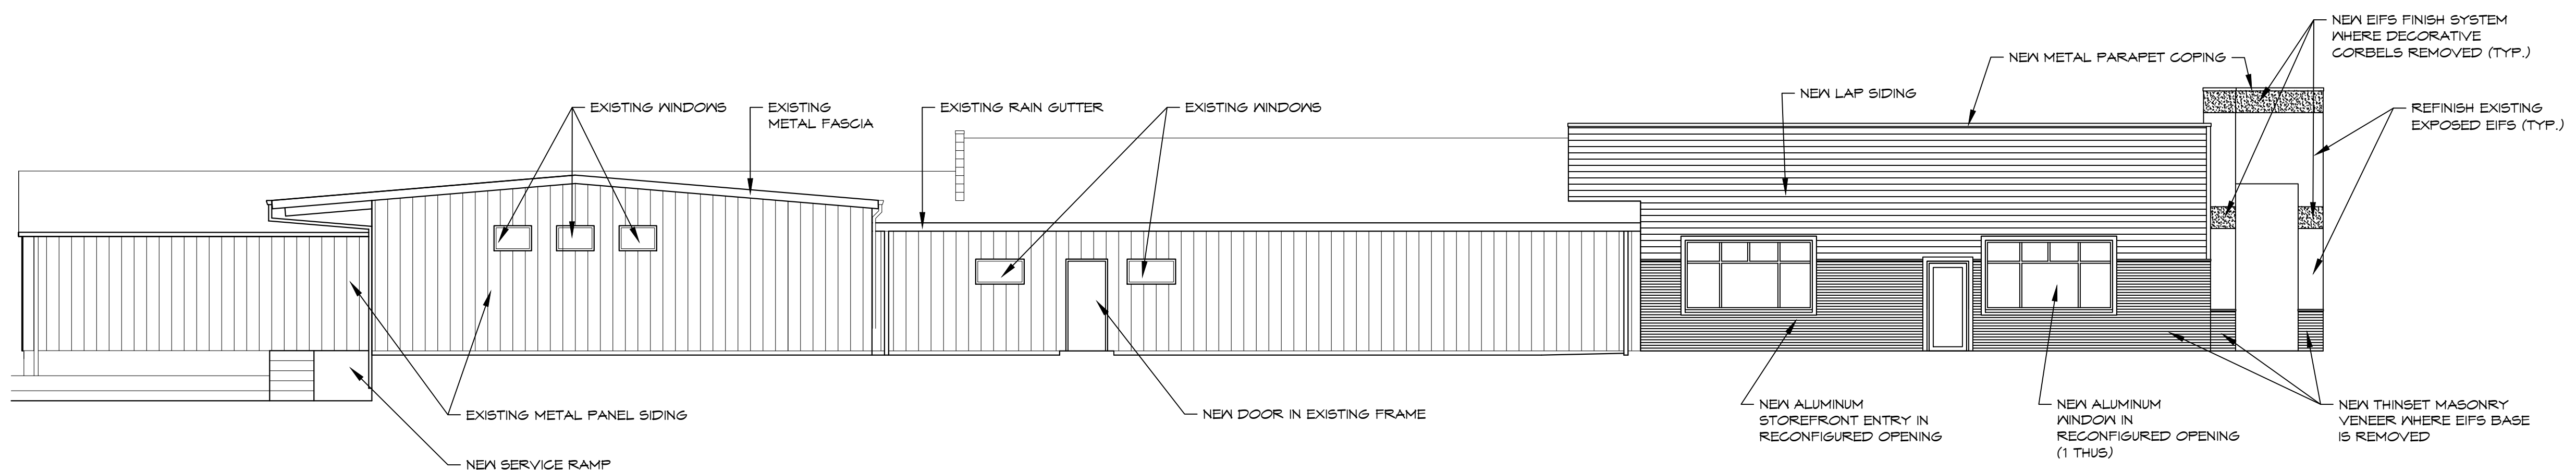 NEW EIFS FINISH SYSTEM
WHERE DECORATIVE
CORBELS REMOVED (TYP.)
NEW METAL PARAPET COPING
NEW LAP SIDING
EXISTING WINDOWS
EXISTING
METAL FASCIA
EXISTING RAIN GUTTER
EXISTING WINDOWS
REFINISH EXISTING
EXPOSED EIFS (TYP.)
EXISTING METAL PANEL SIDING
NEW SERVICE RAMP
NEW DOOR IN EXISTING FRAME
NEW ALUMINUM
STOREFRONT ENTRY IN
RECONFIGURED OPENING
NEW ALUMINUM
WINDOW IN
RECONFIGURED OPENING
(1 THUS)
NEW THINSET MASONRY
VENEER WHERE EIFS BASE
IS REMOVED